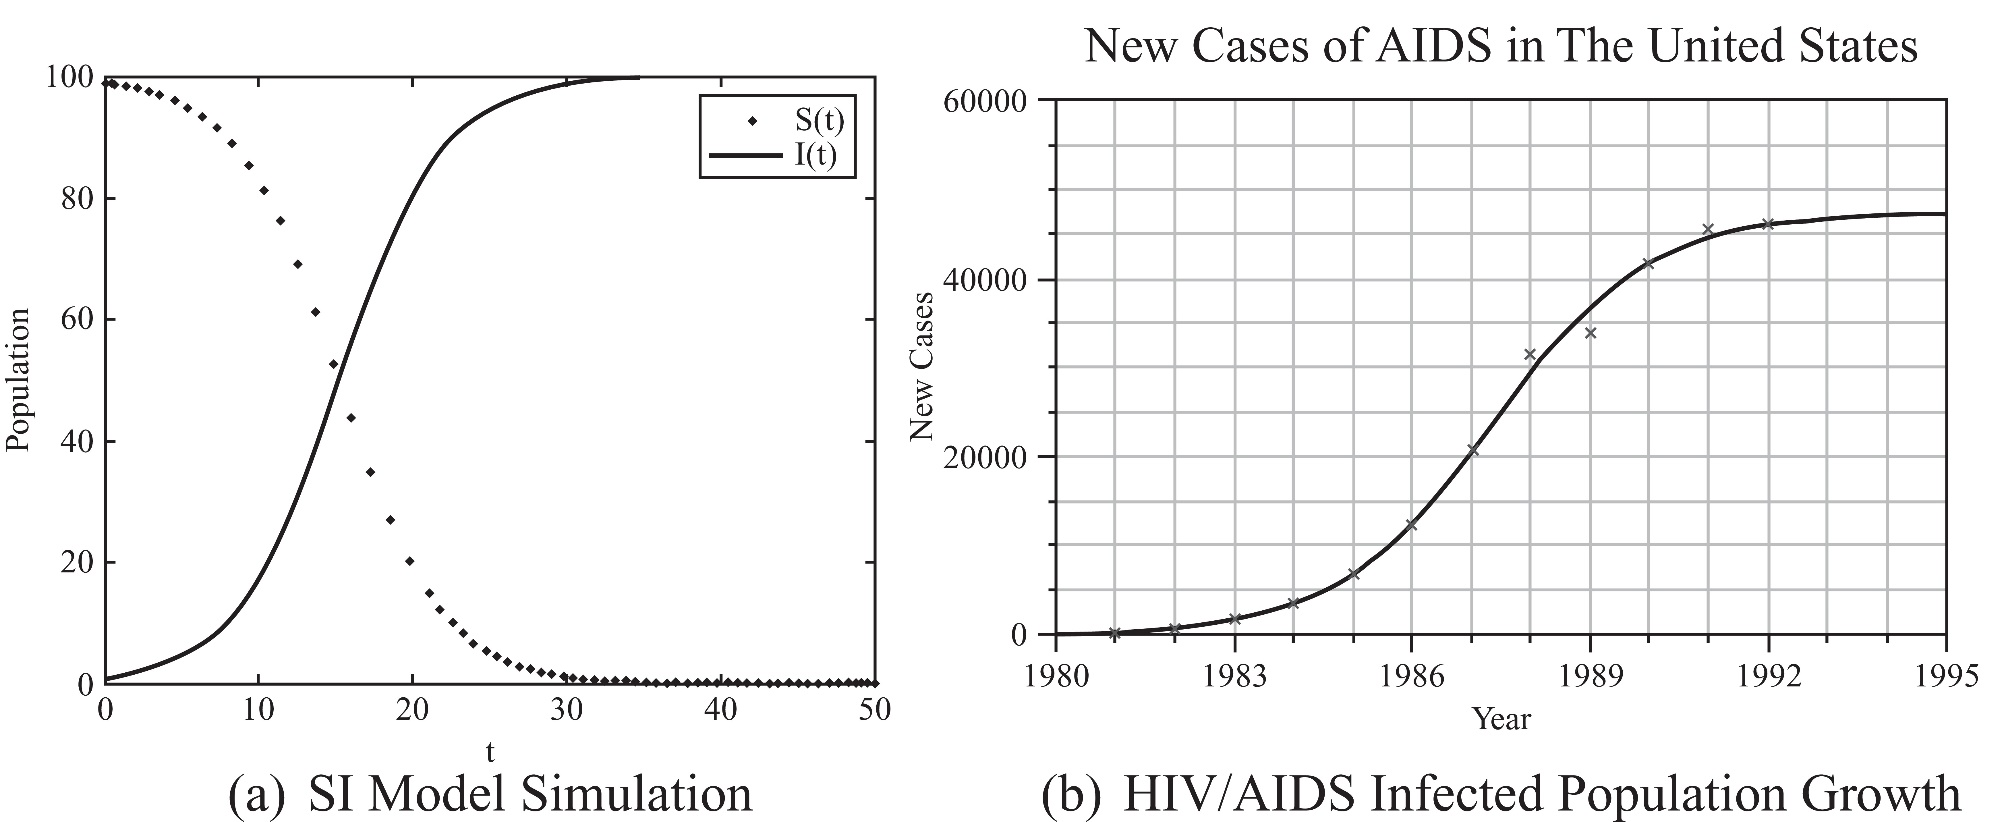 100
80
60
40
20
0
Population
S(t)
I(t)
0 10 20 30 40 50
t
(a) SI Model Simulation
New Cases of AIDS in The United States
60000
40000
20000
0
New Cases
1980 1983 1986 1989 1992 1995
Year
(b) HIV/AIDS Infected Population Growth